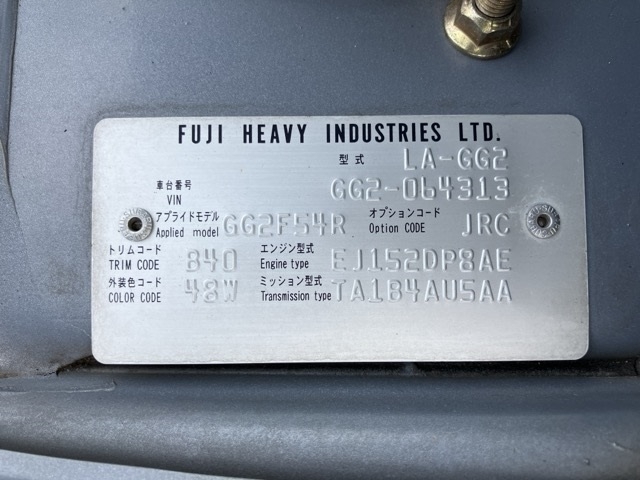 FUJI HEAVY INDUSTRIES LTD.
型式 LA-GG2
車台番号 VIN GG2-064313
アプライドモデル Applied model GG2F54R オプションコード Option CODE JRC
トリムコード TRIM CODE 840 エンジン型式 Engine type EJ152DP8AE
外装色コード COLOR CODE 48W ミッション型式 Transmission type TA1B4AU5AA